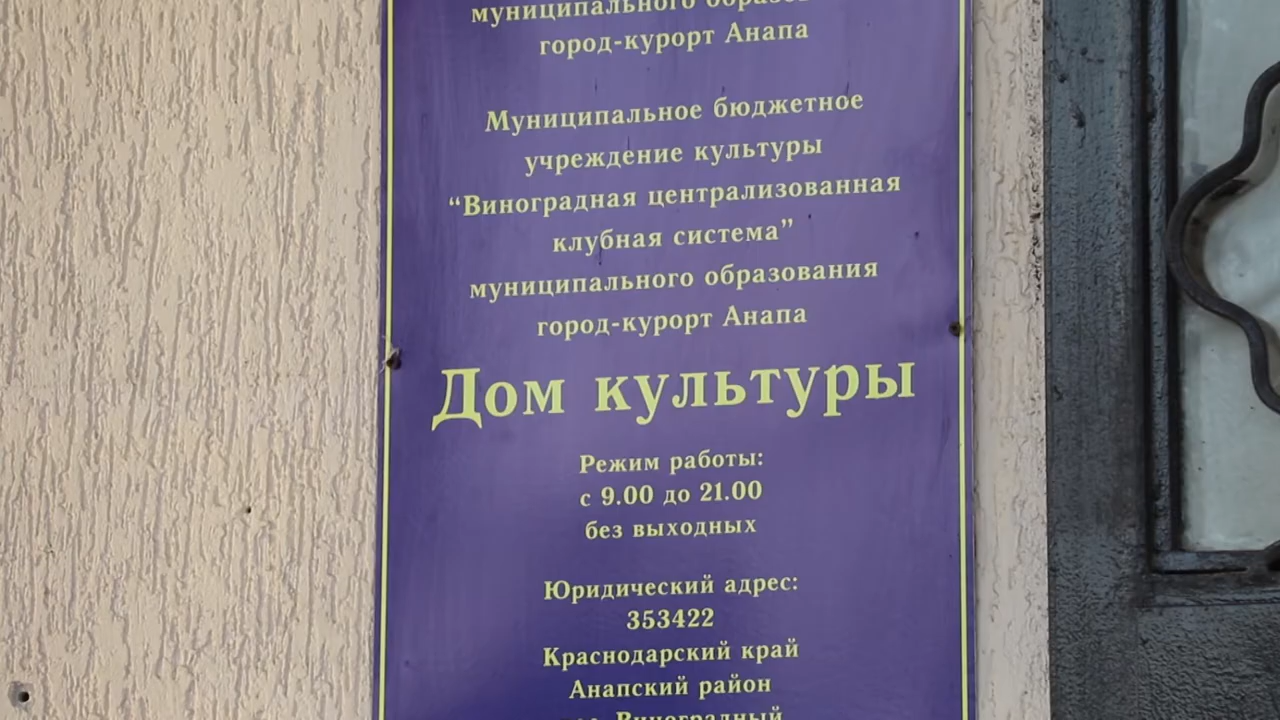 муниципального
город-курорт Анапа
Муниципальное бюджетное
учреждение культуры
“Виноградная централизованная
клубная система”
муниципального образования
город-курорт Анапа
Дом культуры
Режим работы:
с 9.00 до 21.00
без выходных
Юридический адрес:
353422
Краснодарский край
Анапский район
Виноградный